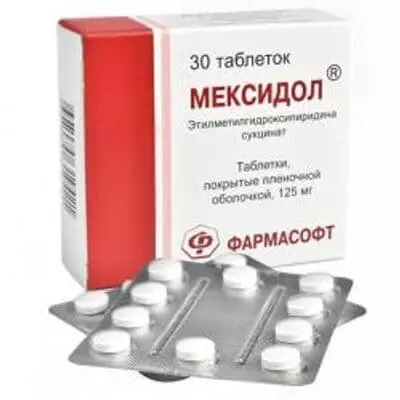 30 таблеток
МЕКСИДОЛ®
Этилметилгидроксипиридина
сукцинат
Таблетки,
покрытые пленочной
оболочкой, 125 мг
ФАРМАСОФТ